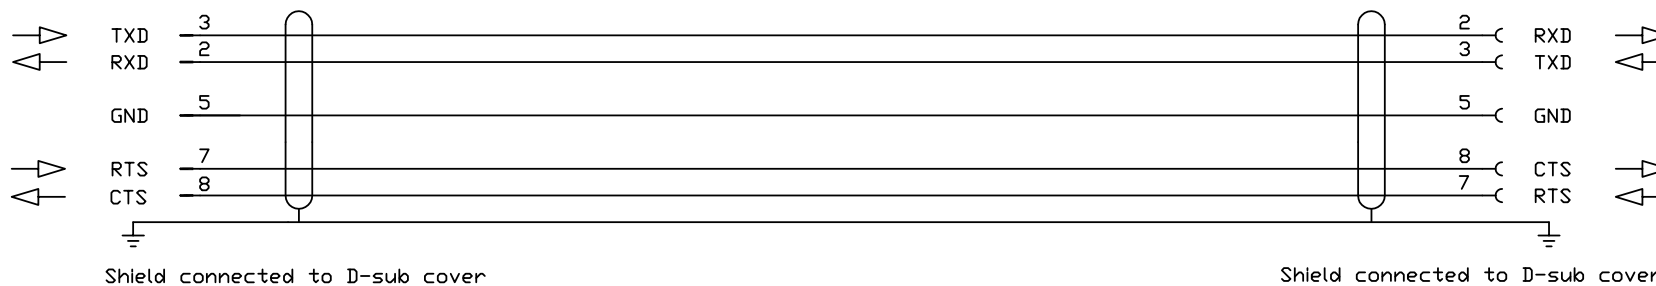 TXD 3 2 RXD
RXD 2 3 TXD
GND 5 5 GND
RTS 7 8 CTS
CTS 8 7 RTS
Shield connected to D-sub cover Shield connected to D-sub cover